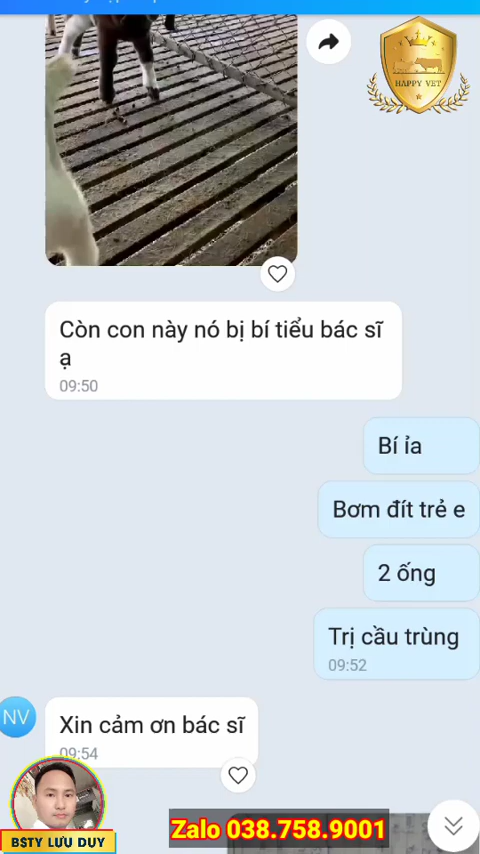 HAPPY VET
Còn con này nó bị bí tiểu bác sĩ
ạ
09:50
Bí ỉa
Bơm đít trẻ e
2 ống
Trị cầu trùng
09:52
NV
Xin cảm ơn bác sĩ
09:54
BSTY LƯU DUY
Zalo 038.758.9001